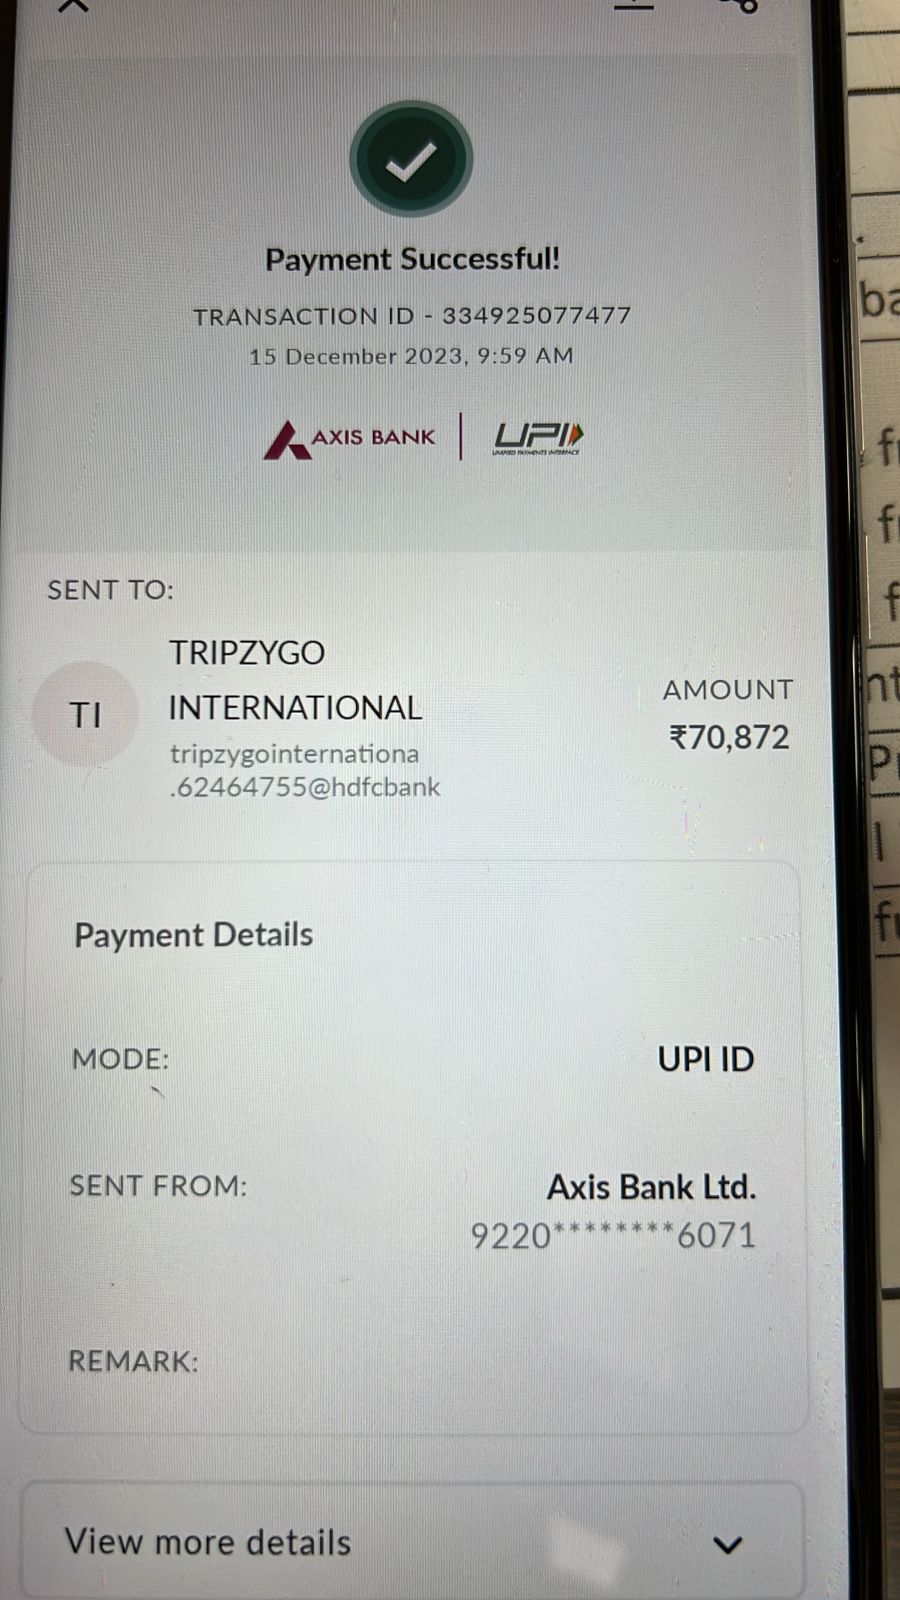 Payment Successful!
TRANSACTION ID - 334925077477
15 December 2023, 9:59 AM
AXIS BANK
UPI
UNIFIED PAYMENTS INTERFACE
SENT TO:
TI
TRIPZYGO
INTERNATIONAL
tripzygointernationa
.62464755@hdfcbank
AMOUNT
₹70,872
Payment Details
MODE:
UPI ID
SENT FROM:
Axis Bank Ltd.
9220********6071
REMARK:
View more details